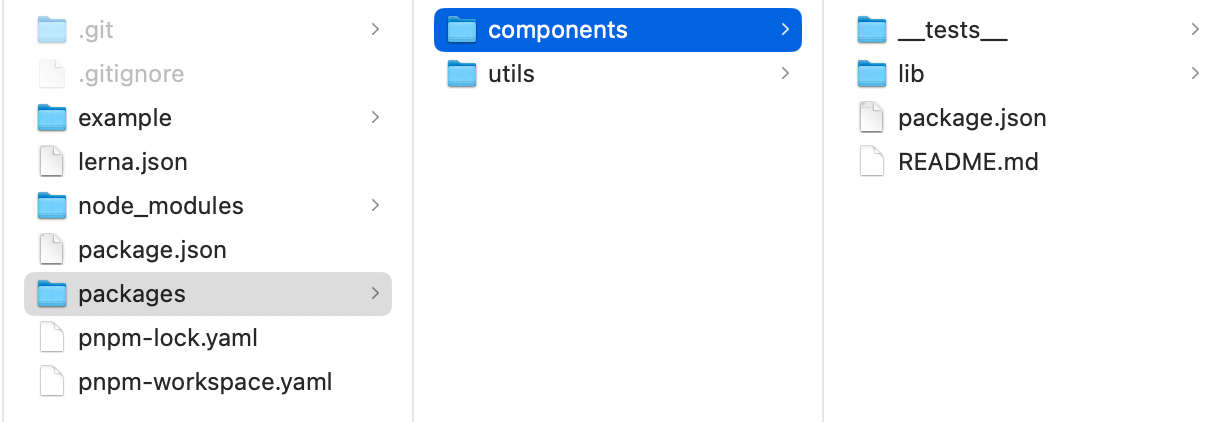 .git
.gitignore
example
lerna.json
node_modules
package.json
packages
pnpm-lock.yaml
pnpm-workspace.yaml
components
utils
__tests__
lib
package.json
README.md